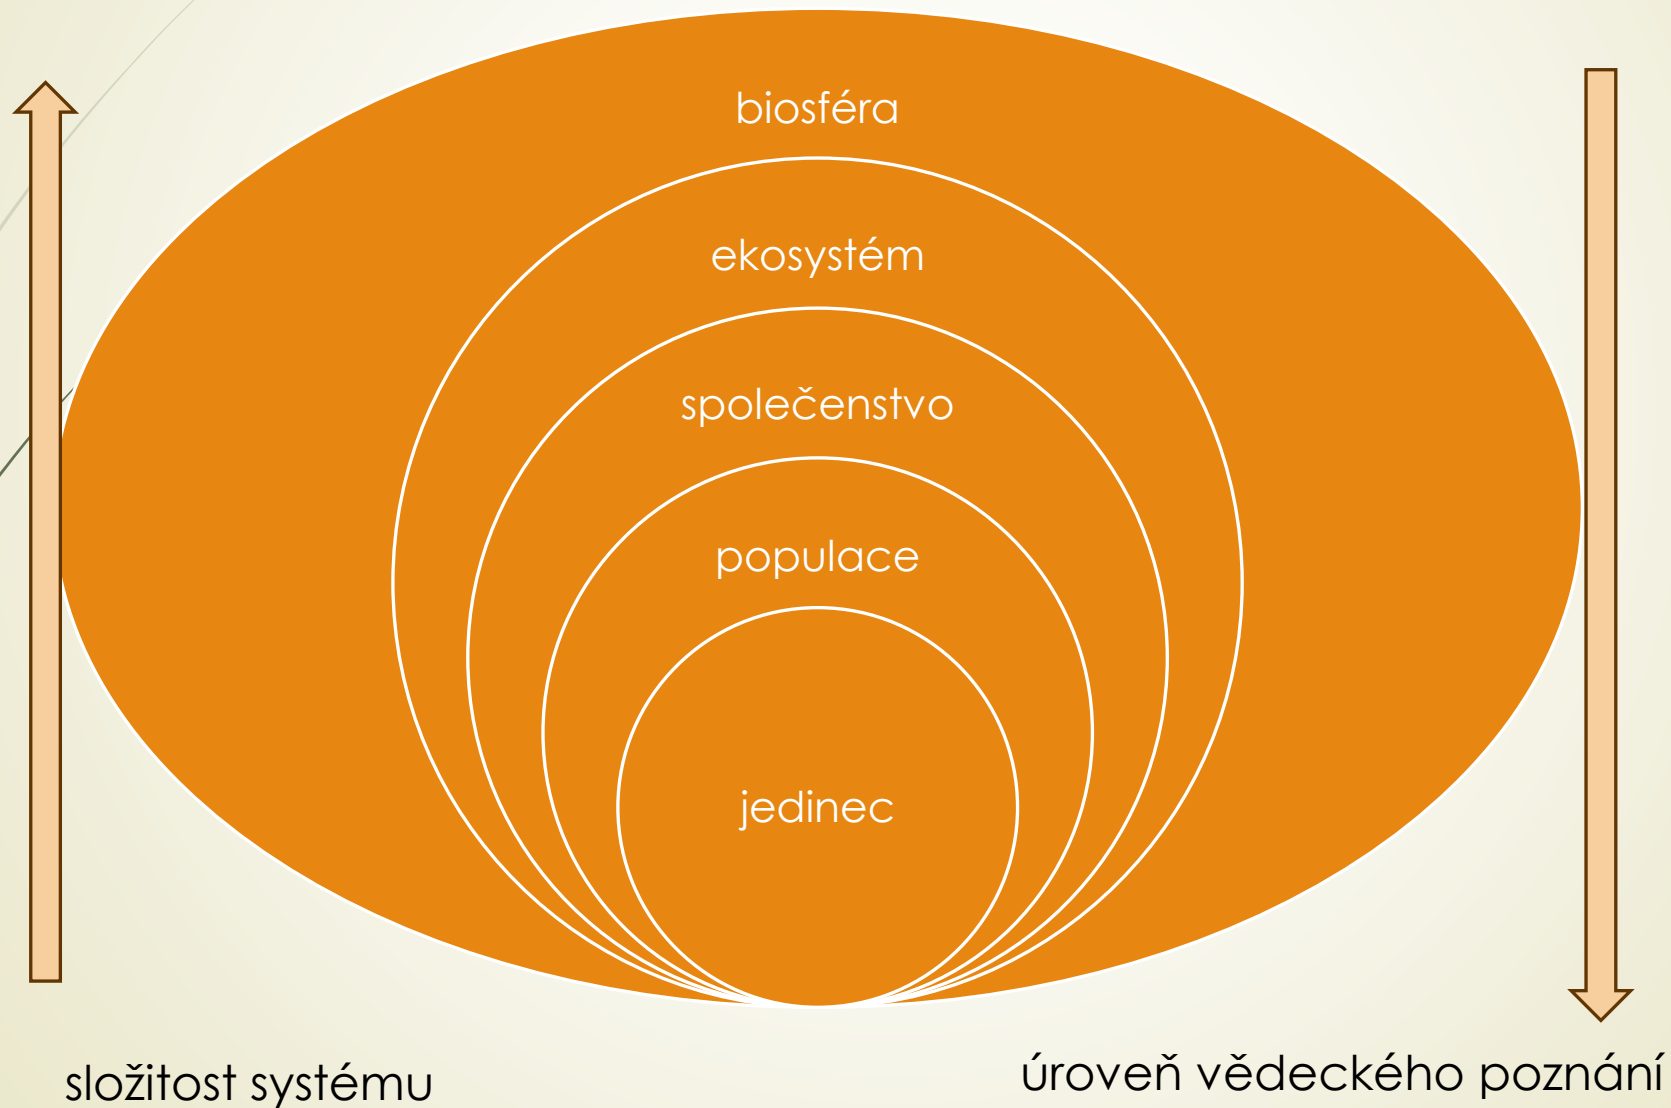 biosféra
ekosystém
společenstvo
populace
jedinec
složitost systému
úroveň vědeckého poznání